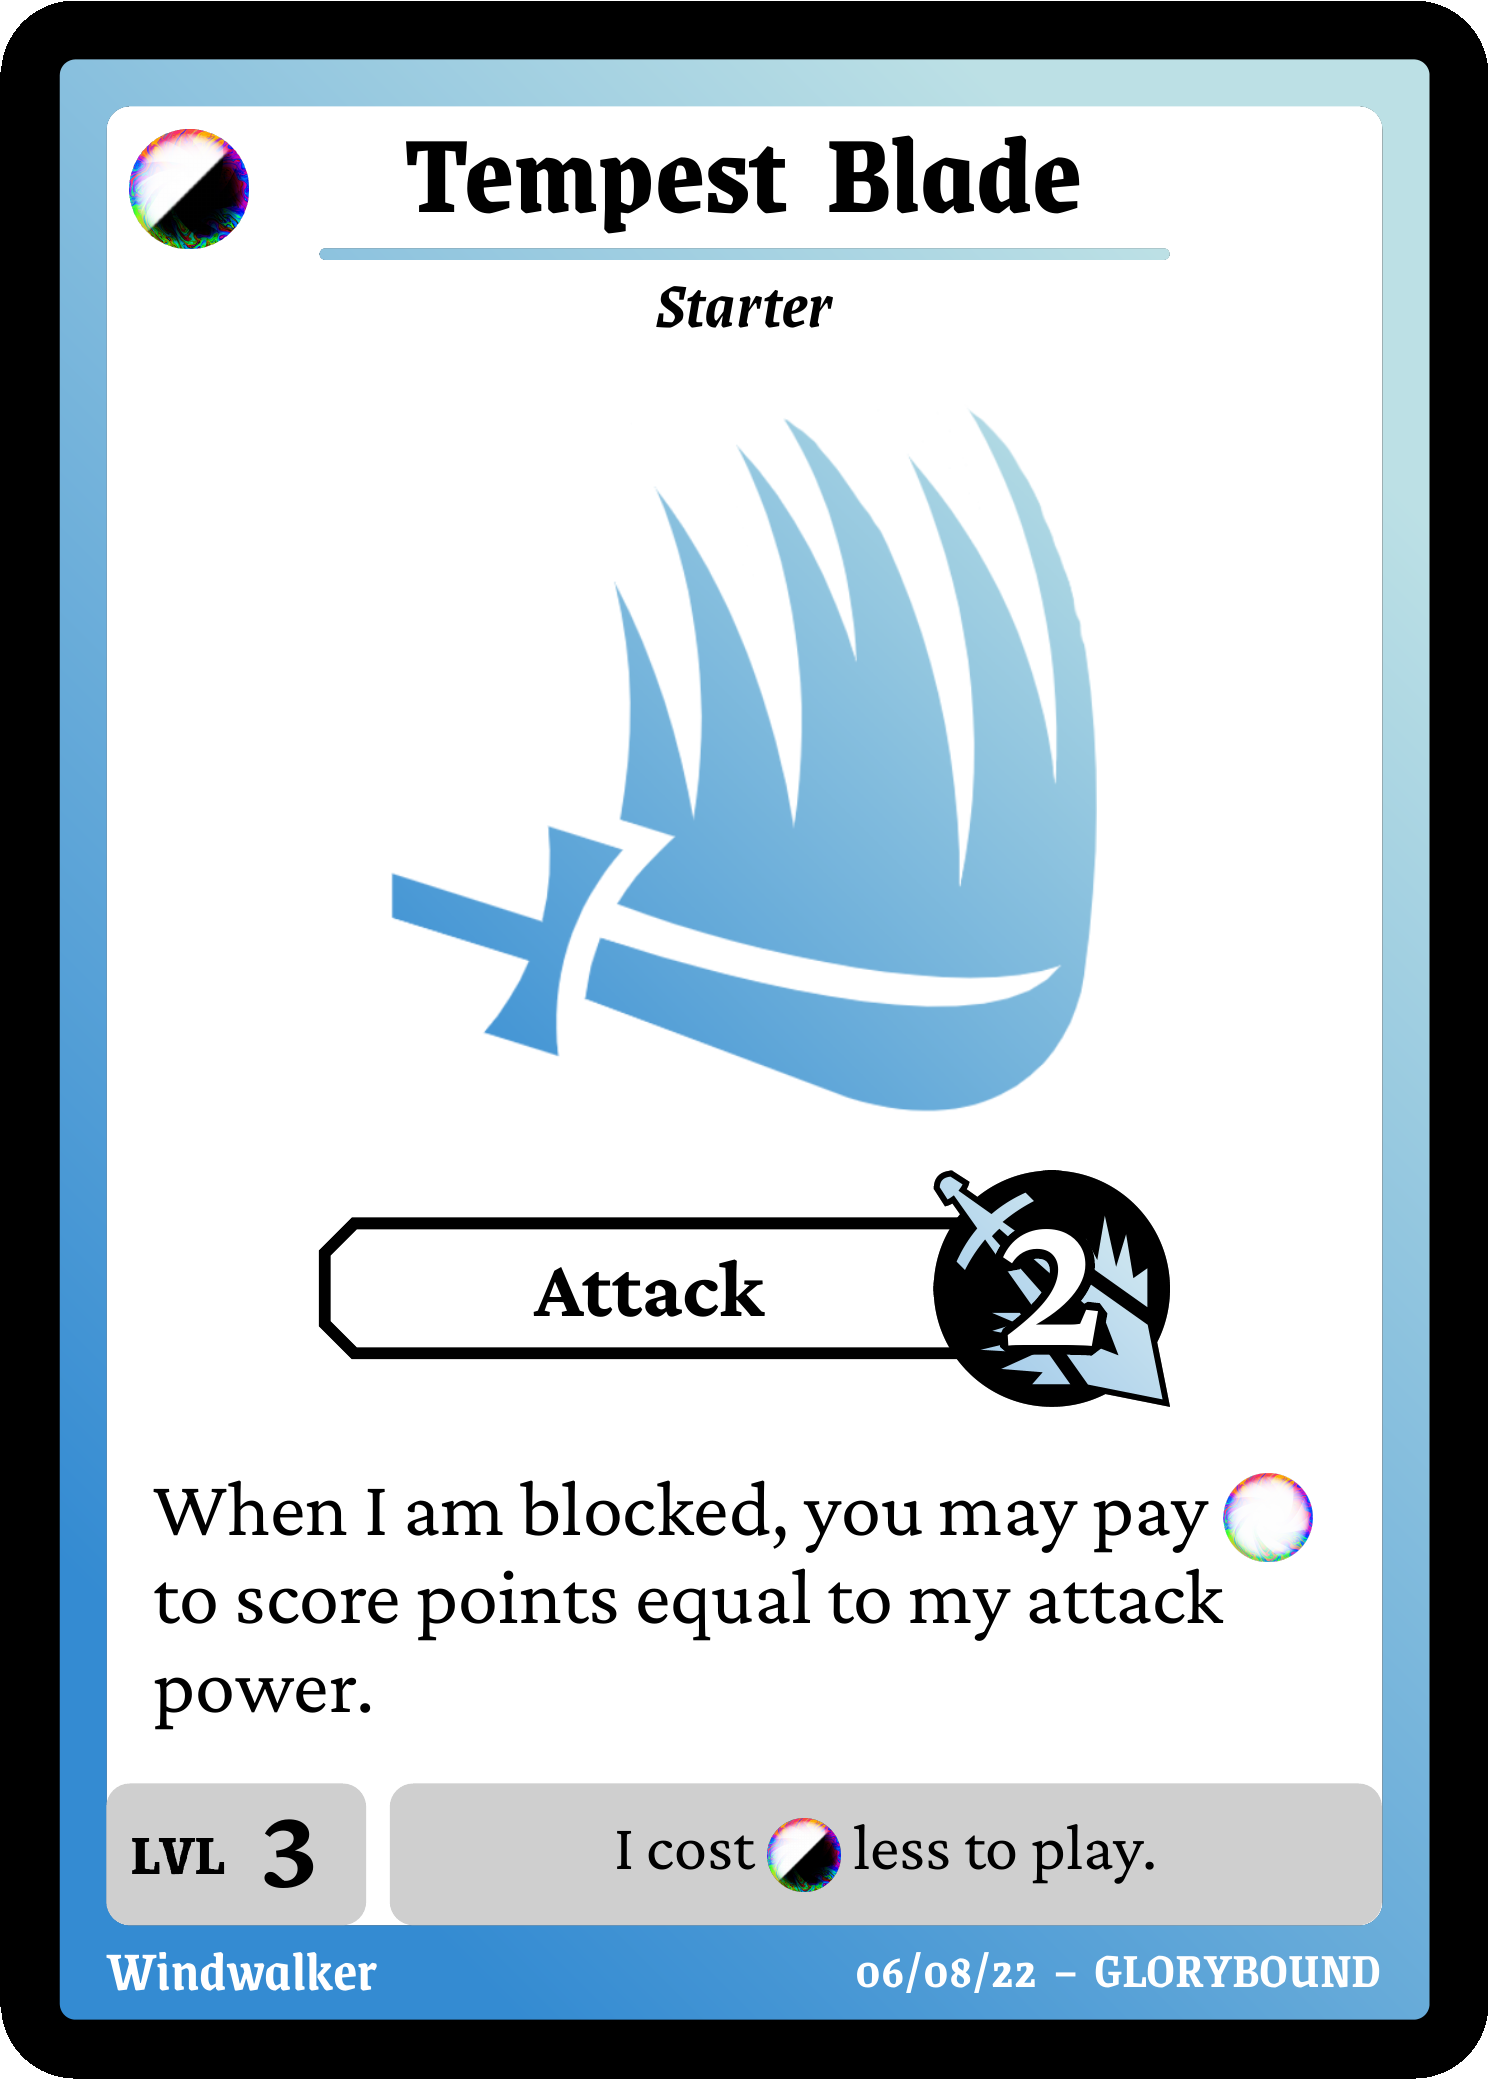 Tempest Blade
Starter
Attack
2
When I am blocked, you may pay
to score points equal to my attack
power.
LVL 3
I cost less to play.
Windwalker
06/08/22 – GLORYBOUND